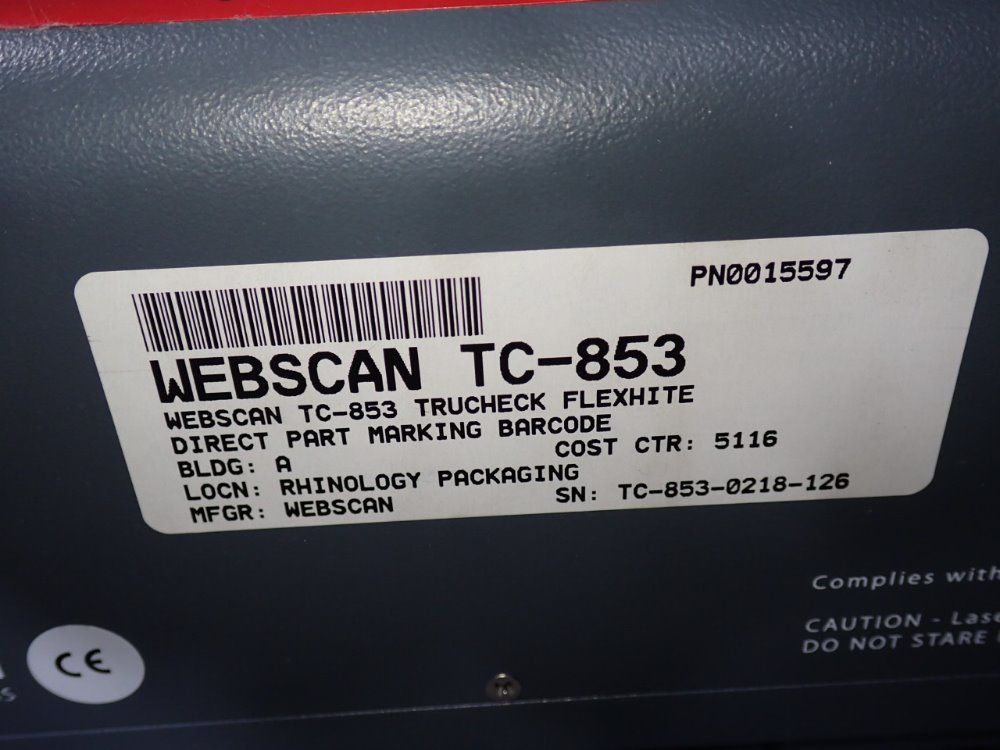 PN0015597
WEBSCAN TC-853
WEBSCAN TC-853 TRUCHECK FLEXHITE
DIRECT PART MARKING BARCODE
BLDG: A COST CTR: 5116
LOCN: RHINOLOGY PACKAGING
MFGR: WEBSCAN SN: TC-853-0218-126
Complies with
CAUTION - Las
DO NOT STARE
CE